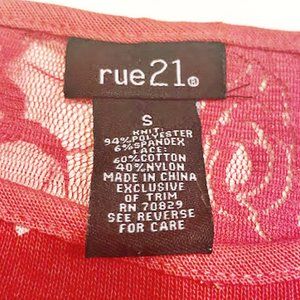 rue21®
S
KNIT:
94%POLYESTER
6%SPANDEX
LACE:
60%COTTON
40%NYLON
MADE IN CHINA
EXCLUSIVE
OF TRIM
RN 70829
SEE REVERSE
FOR CARE